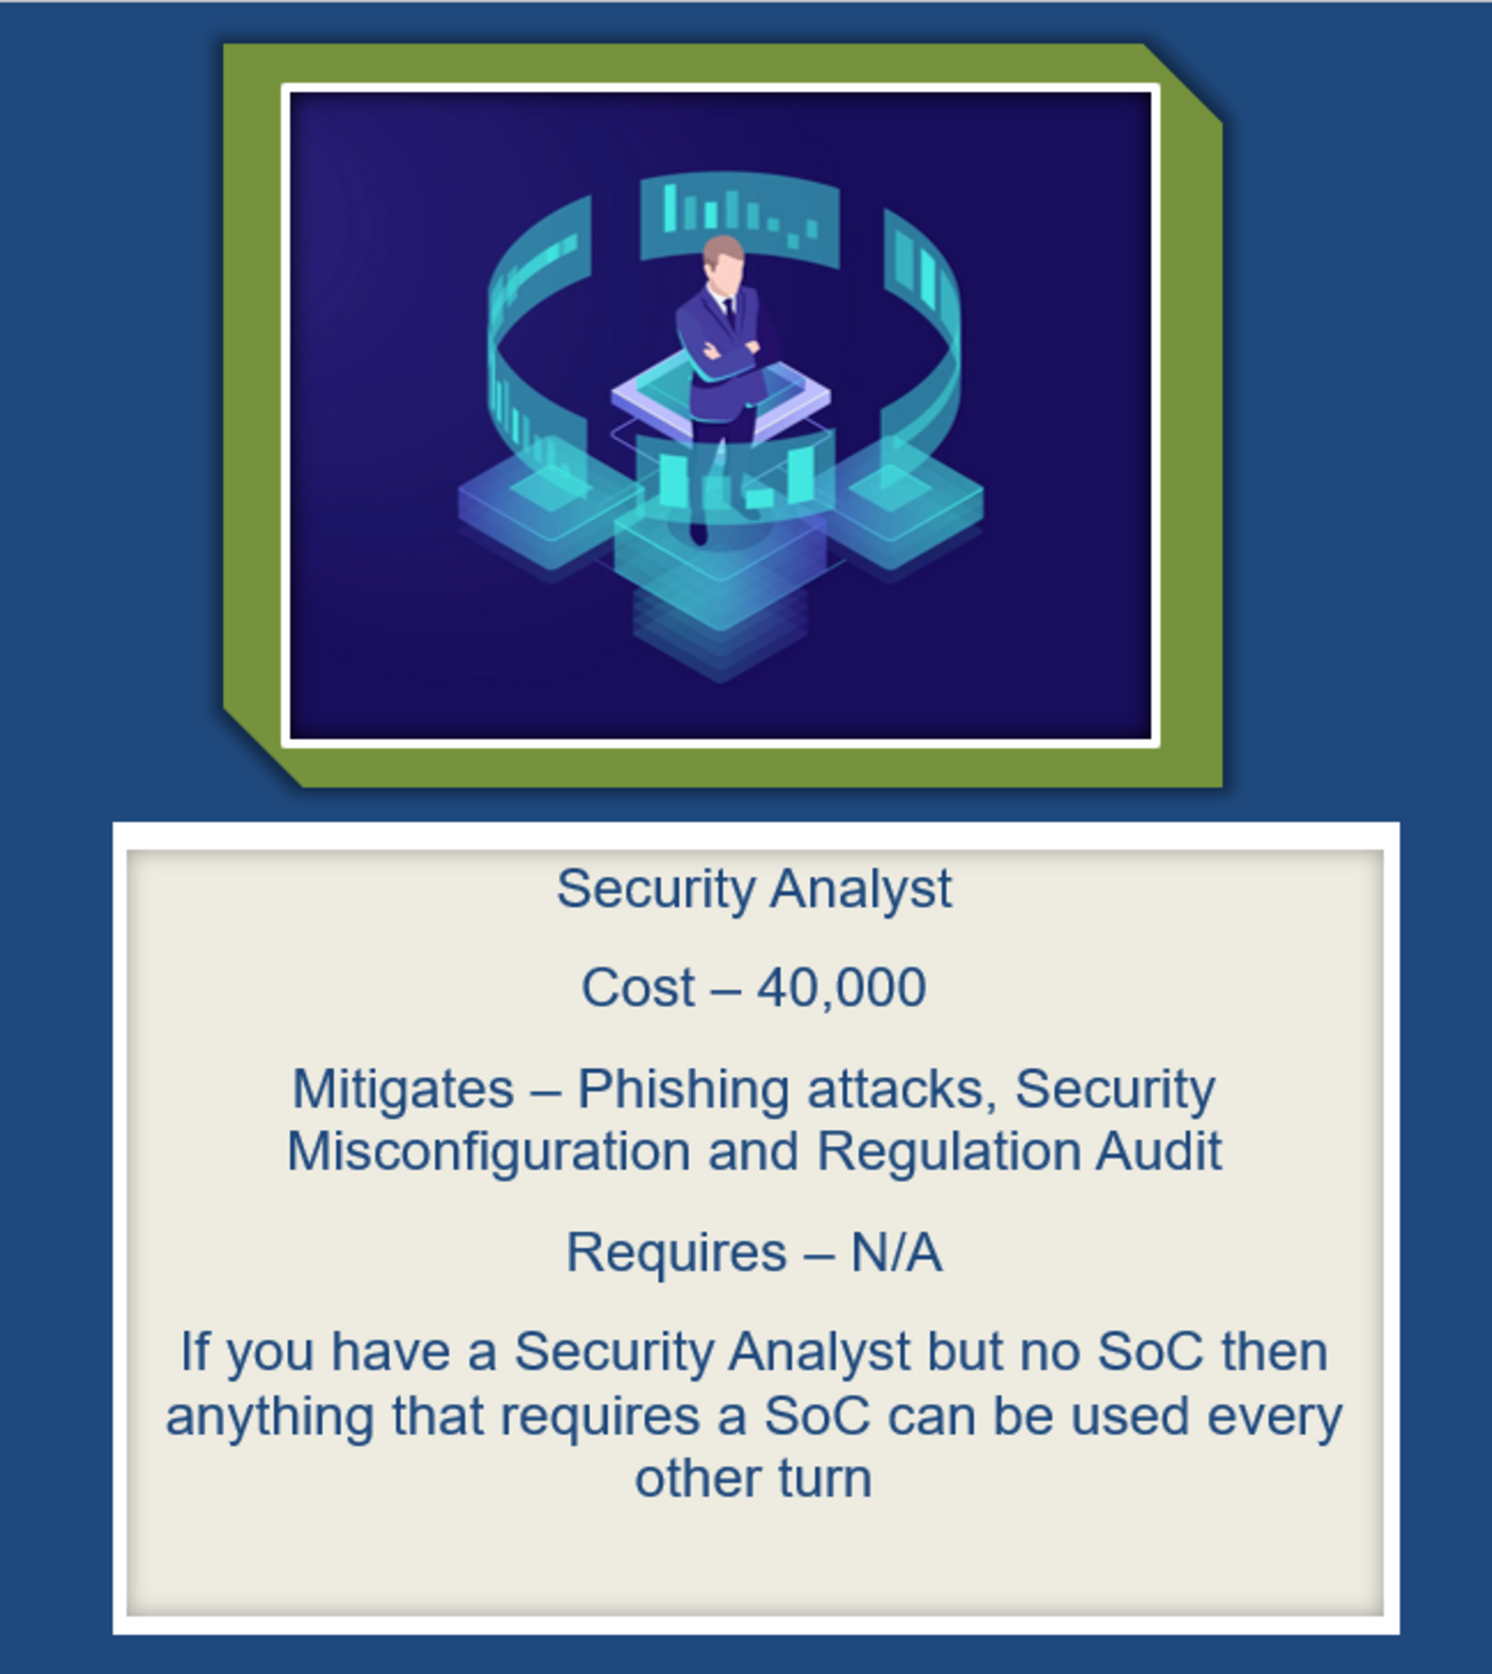 Security Analyst
Cost – 40,000
Mitigates – Phishing attacks, Security
Misconfiguration and Regulation Audit
Requires – N/A
If you have a Security Analyst but no SoC then
anything that requires a SoC can be used every
other turn